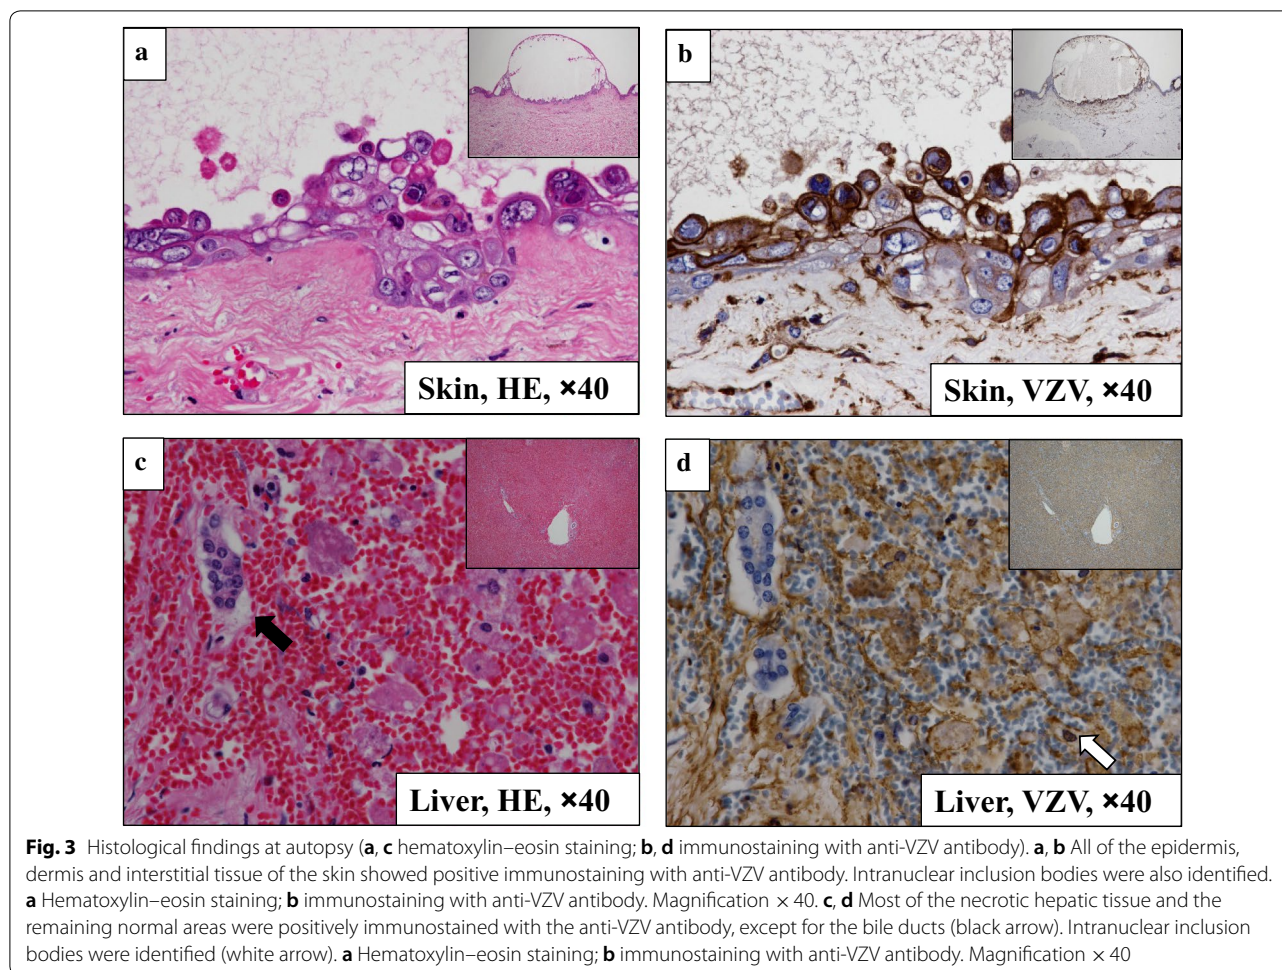 a
b
Skin, HE, ×40
Skin, VZV, ×40
c
d
Liver, HE, ×40
Liver, VZV, ×40
Fig. 3 Histological findings at autopsy (a, c hematoxylin–eosin staining; b, d immunostaining with anti-VZV antibody). a, b All of the epidermis,
dermis and interstitial tissue of the skin showed positive immunostaining with anti-VZV antibody. Intranuclear inclusion bodies were also identified.
a Hematoxylin–eosin staining; b immunostaining with anti-VZV antibody. Magnification × 40. c, d Most of the necrotic hepatic tissue and the
remaining normal areas were positively immunostained with the anti-VZV antibody, except for the bile ducts (black arrow). Intranuclear inclusion
bodies were identified (white arrow). a Hematoxylin–eosin staining; b immunostaining with anti-VZV antibody. Magnification × 40